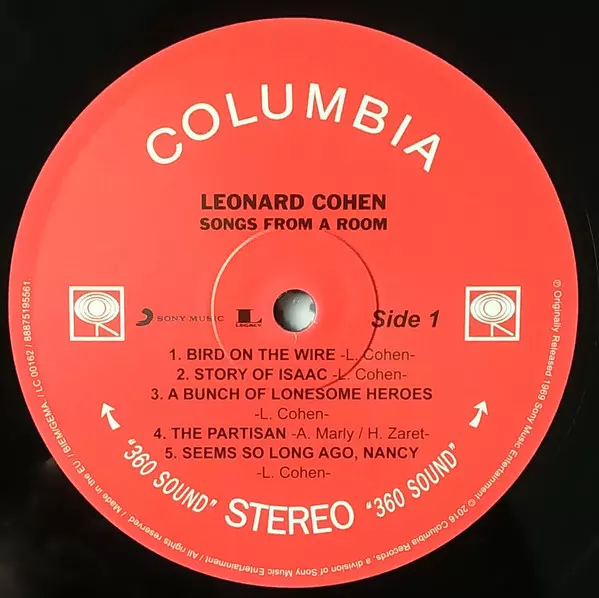 COLUMBIA
LEONARD COHEN
SONGS FROM A ROOM
SONY MUSIC
L
LEGACY
Side 1
1. BIRD ON THE WIRE -L. Cohen-
2. STORY OF ISAAC -L. Cohen-
3. A BUNCH OF LONESOME HEROES
-L. Cohen-
4. THE PARTISAN -A. Marly / H. Zaret-
5. SEEMS SO LONG AGO, NANCY
-L. Cohen-
"360 SOUND" STEREO "360 SOUND"
℗ Originally Released 1969 Sony Music Entertainment © 2016 Columbia Records, a division of Sony Music Entertainment / All rights reserved / Made in the EU / BIEM/GEMA. / LC 00162 / 88875195561